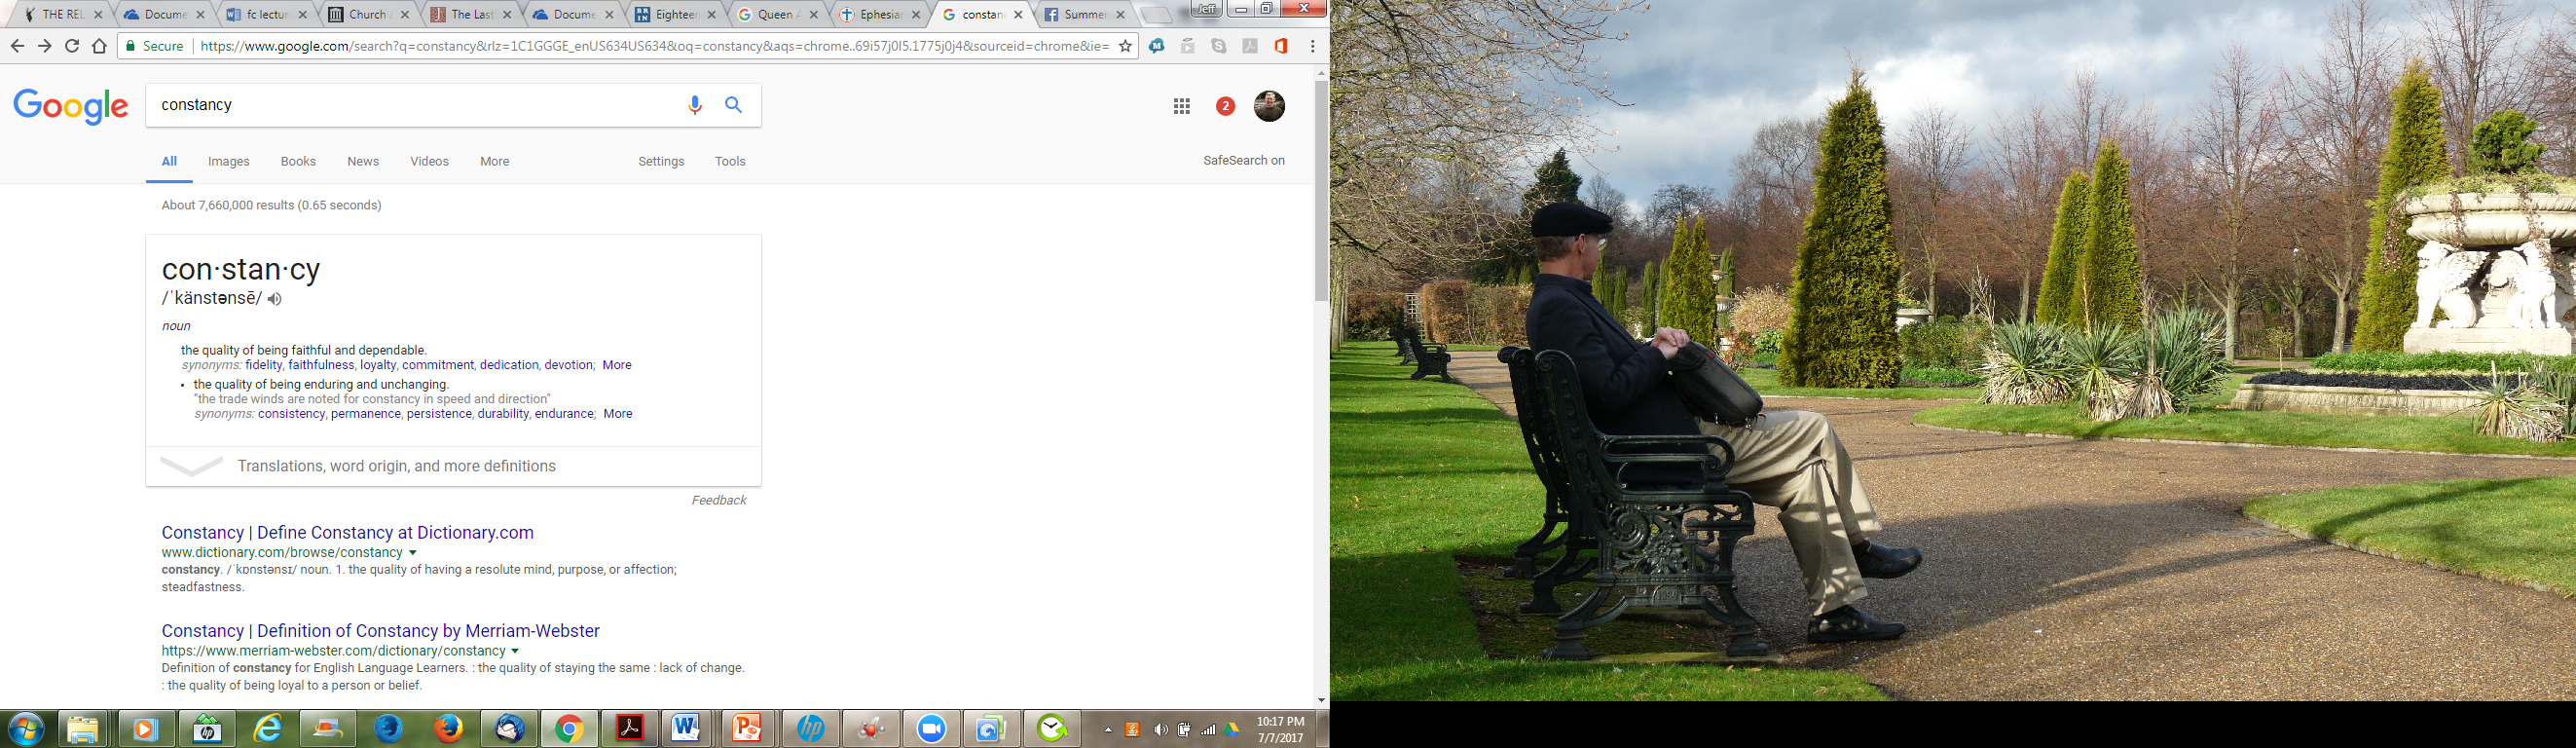 THE REL
Docume
fc lectur
Church
The Las
Docume
Eighteer
Queen
Ephesia
constan
Summe
Jeff
Secure
https://www.google.com/search?q=constancy&rlz=1C1GGGE_enUS634US634&oq=constancy&aqs=chrome..69i57j0l5.1775j0j4&sourceid=chrome&ie=
Google
constancy
2
All Images Books News Videos More Settings Tools
SafeSearch on
About 7,660,000 results (0.65 seconds)
con·stan·cy
/ˈkänstənsē/
noun
the quality of being faithful and dependable.
synonyms: fidelity, faithfulness, loyalty, commitment, dedication, devotion; More
• the quality of being enduring and unchanging.
"the trade winds are noted for constancy in speed and direction"
synonyms: consistency, permanence, persistence, durability, endurance; More
Translations, word origin, and more definitions
Feedback
Constancy | Define Constancy at Dictionary.com
www.dictionary.com/browse/constancy
constancy. /ˈkɒnstənsɪ/ noun. 1. the quality of having a resolute mind, purpose, or affection;
steadfastness.
Constancy | Definition of Constancy by Merriam-Webster
https://www.merriam-webster.com/dictionary/constancy
Definition of constancy for English Language Learners. : the quality of staying the same : lack of change.
: the quality of being loyal to a person or belief.
10:17 PM
7/7/2017